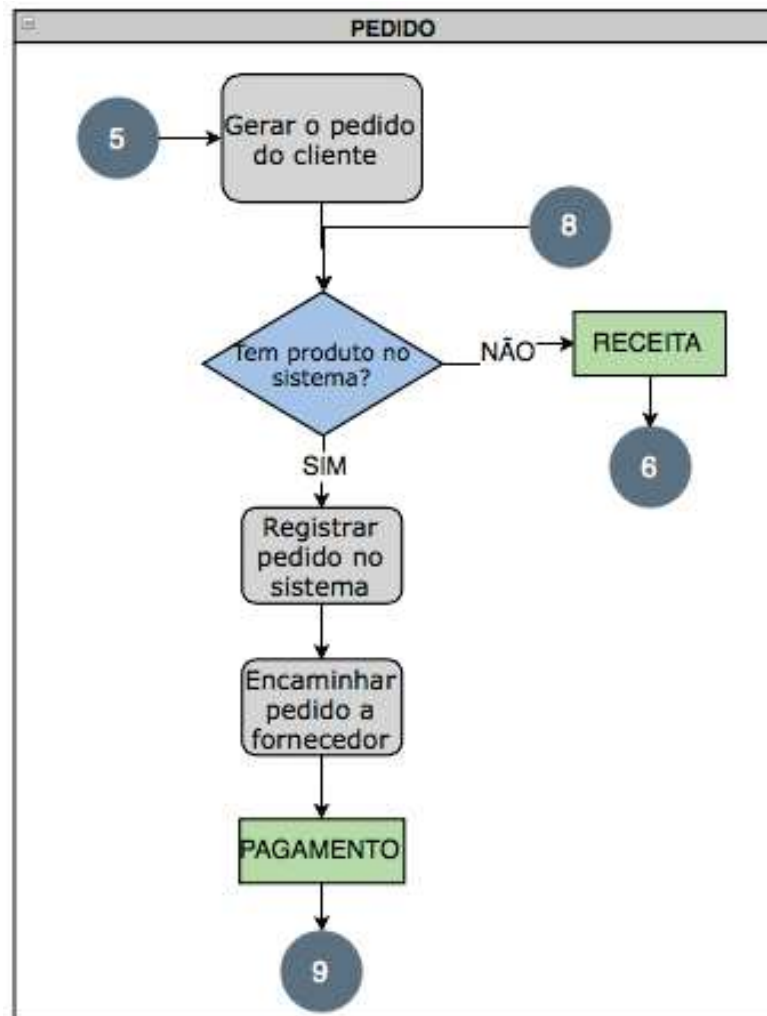 PEDIDO
5
Gerar o pedido
do cliente
8
Tem produto no
sistema?
NÃO
RECEITA
6
SIM
Registrar
pedido no
sistema
Encaminhar
pedido a
fornecedor
PAGAMENTO
9